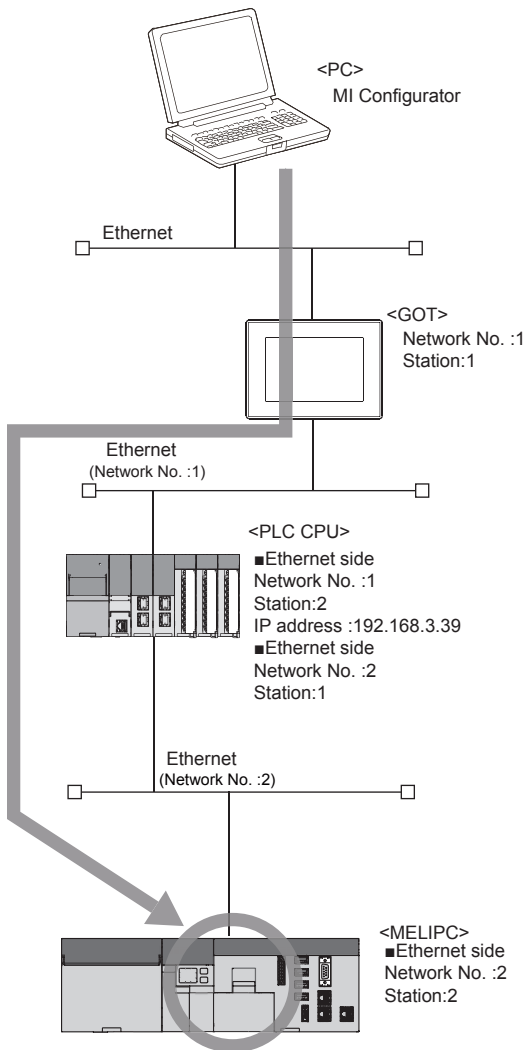 <PC>
MI Configurator
Ethernet
<GOT>
Network No. :1
Station:1
Ethernet
(Network No. :1)
<PLC CPU>
■Ethernet side
Network No. :1
Station:2
IP address :192.168.3.39
■Ethernet side
Network No. :2
Station:1
Ethernet
(Network No. :2)
<MELIPC>
■Ethernet side
Network No. :2
Station:2